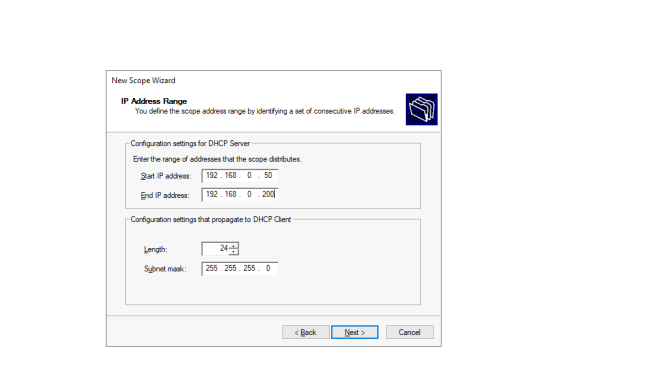 New Scope Wizard
IP Address Range
You define the scope address range by identifying a set of consecutive IP addresses.
Configuration settings for DHCP Server
Enter the range of addresses that the scope distributes.
Start IP address: 192 . 168 . 0 . 50
End IP address: 192 . 168 . 0 . 200
Configuration settings that propagate to DHCP Client
Length: 24
Subnet mask: 255 . 255 . 255 . 0
< Back Next > Cancel